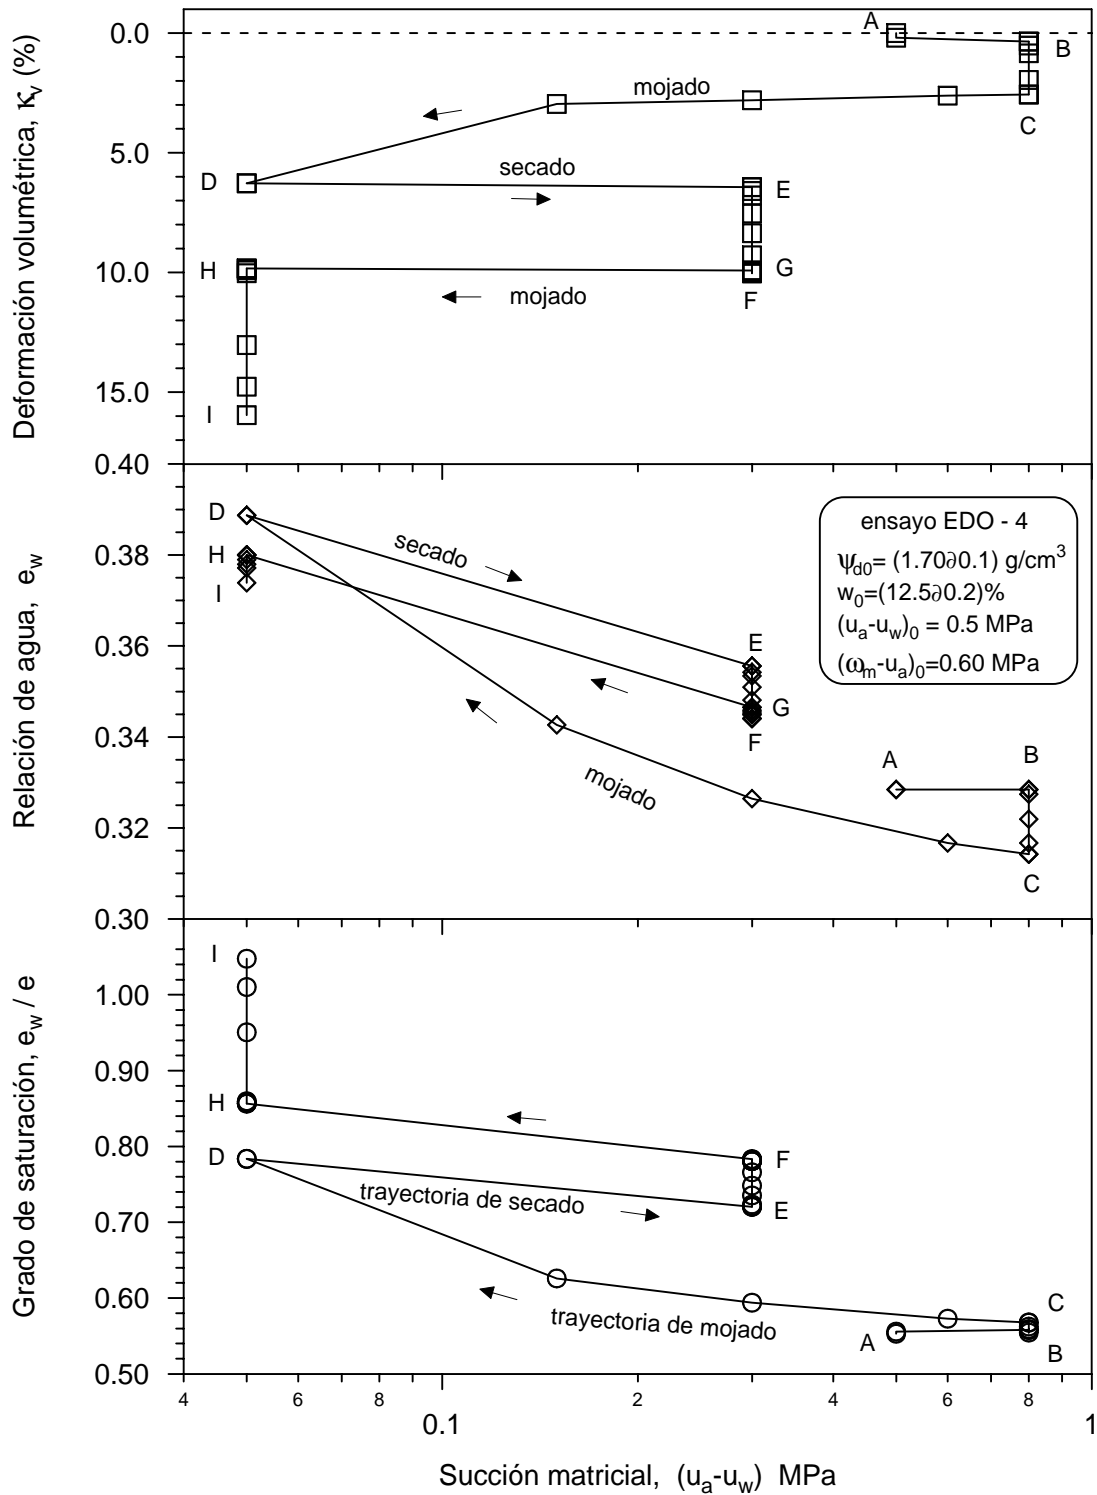 Deformación volumétrica, κv (%)
0.0
5.0
10.0
15.0
A
B
mojado
C
D
secado
E
H
G
mojado
F
I
Relación de agua, ew
0.40
0.38
0.36
0.34
0.32
0.30
D
secado
H
I
E
G
F
mojado
A
B
C
ensayo EDO - 4
ψd0= (1.70∂0.1) g/cm3
w0=(12.5∂0.2)%
(ua-uw)0 = 0.5 MPa
(ωm-ua)0=0.60 MPa
Grado de saturación, ew / e
1.00
0.90
0.80
0.70
0.60
0.50
I
H
D
F
trayectoria de secado
E
C
trayectoria de mojado
A
B
4 6 8 2 4 6 8
0.1 1
Succión matricial, (ua-uw) MPa